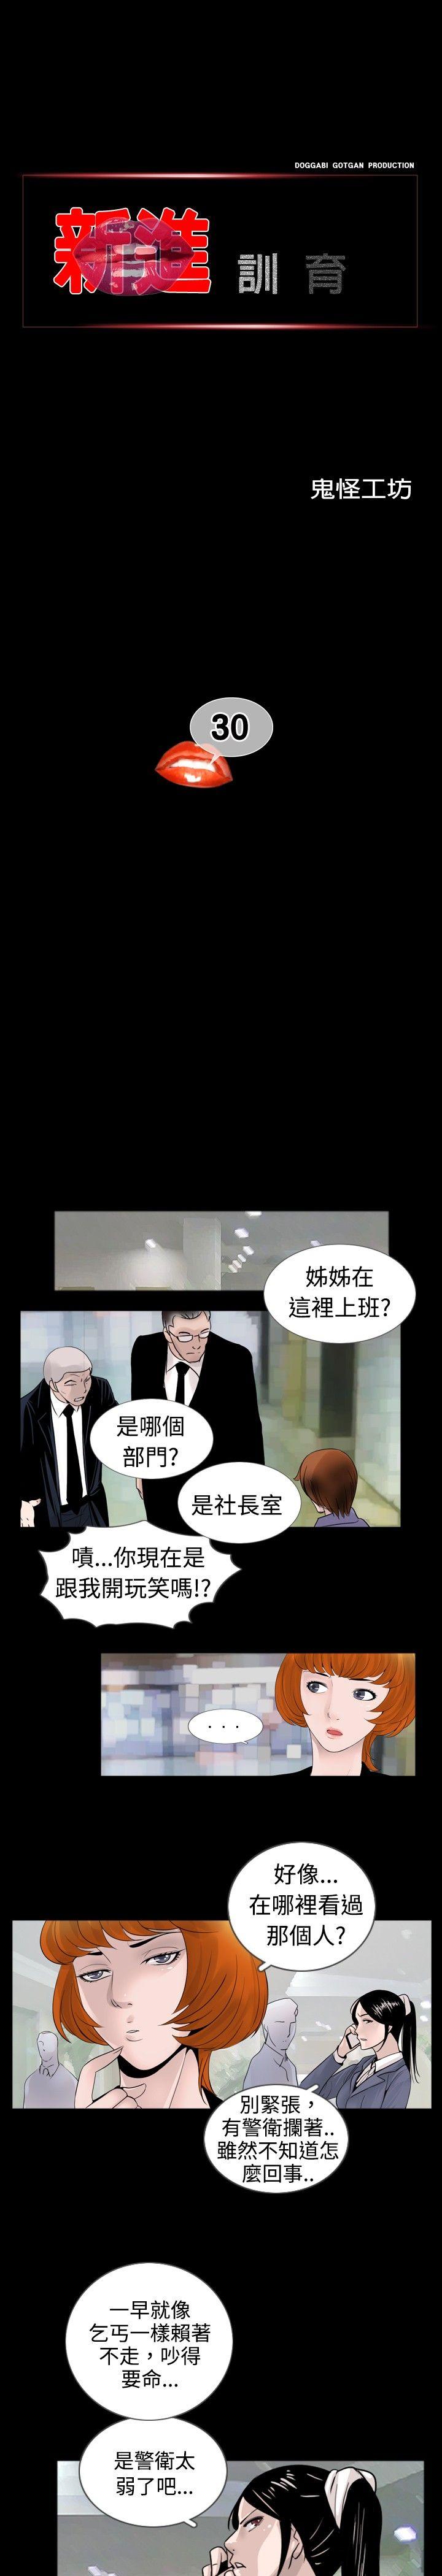 DOGGABI GOTGAN PRODUCTION
新進 訓 育
鬼怪工坊
30
姊姊在
這裡上班?
是哪個
部門?
是社長室
嘖...你現在是
跟我開玩笑嗎!?
...
好像...
在哪裡看過
那個人?
別緊張，
有警衛攔著..
雖然不知道怎
麼回事..
一早就像
乞丐一樣賴著
不走，吵得
要命...
是警衛太
弱了吧...